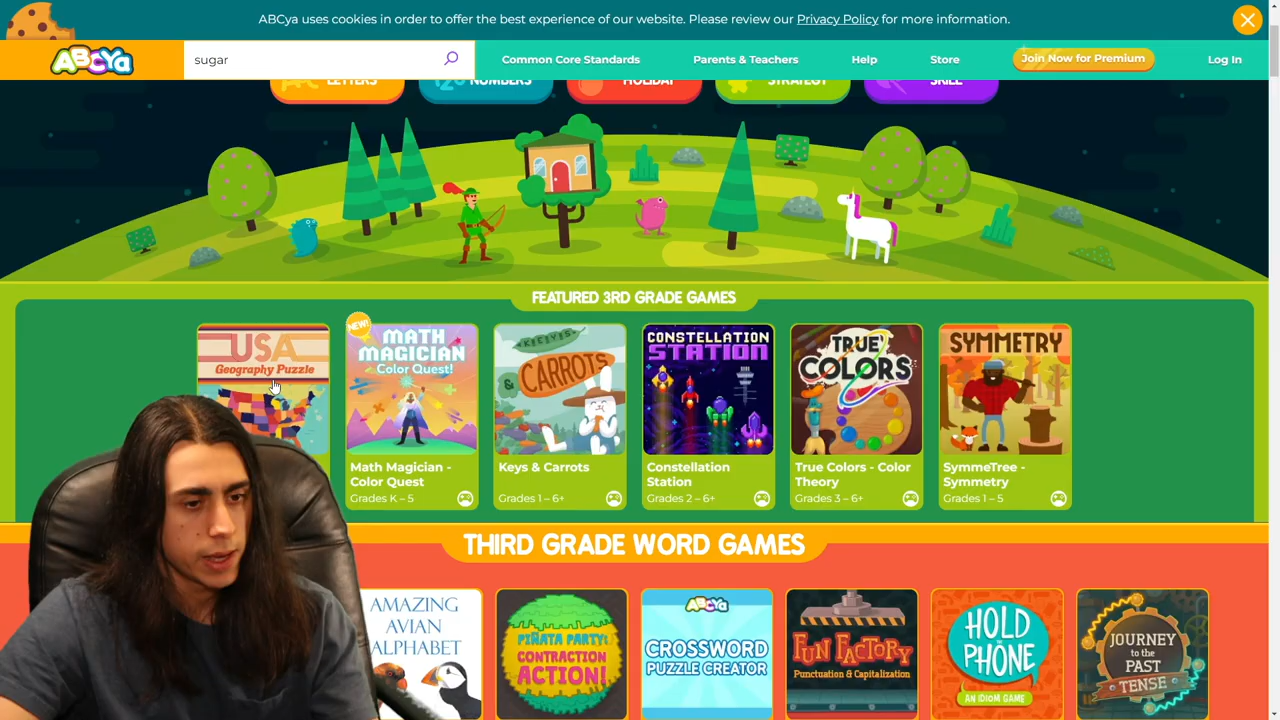 ABCya uses cookies in order to offer the best experience of our website. Please review our Privacy Policy for more information.
ABCYa
sugar
Common Core Standards
Parents & Teachers
Help
Store
Join Now for Premium
Log In
LETTERS
NUMBERS
HOLIDAY
STRATEGY
SKILL
FEATURED 3RD GRADE GAMES
USA
Geography Puzzle
NEW!
MATH
MAGICIAN
Color Quest!
KEYS
& CARROTS
CONSTELLATION
STATION
TRUE
COLORS
SYMMETRY
Math Magician -
Color Quest
Grades K – 5
Keys & Carrots
Grades 1 – 6+
Constellation
Station
Grades 2 – 6+
True Colors - Color
Theory
Grades 3 – 6+
SymmeTree -
Symmetry
Grades 1 – 5
THIRD GRADE WORD GAMES
AMAZING
AVIAN
ALPHABET
PIÑATA PARTY:
CONTRACTION
ACTION!
ABCYa
CROSSWORD
PUZZLE CREATOR
FUN FACTORY
Punctuation & Capitalization
HOLD
THE
PHONE
AN IDIOM GAME
JOURNEY
to the
PAST
TENSE